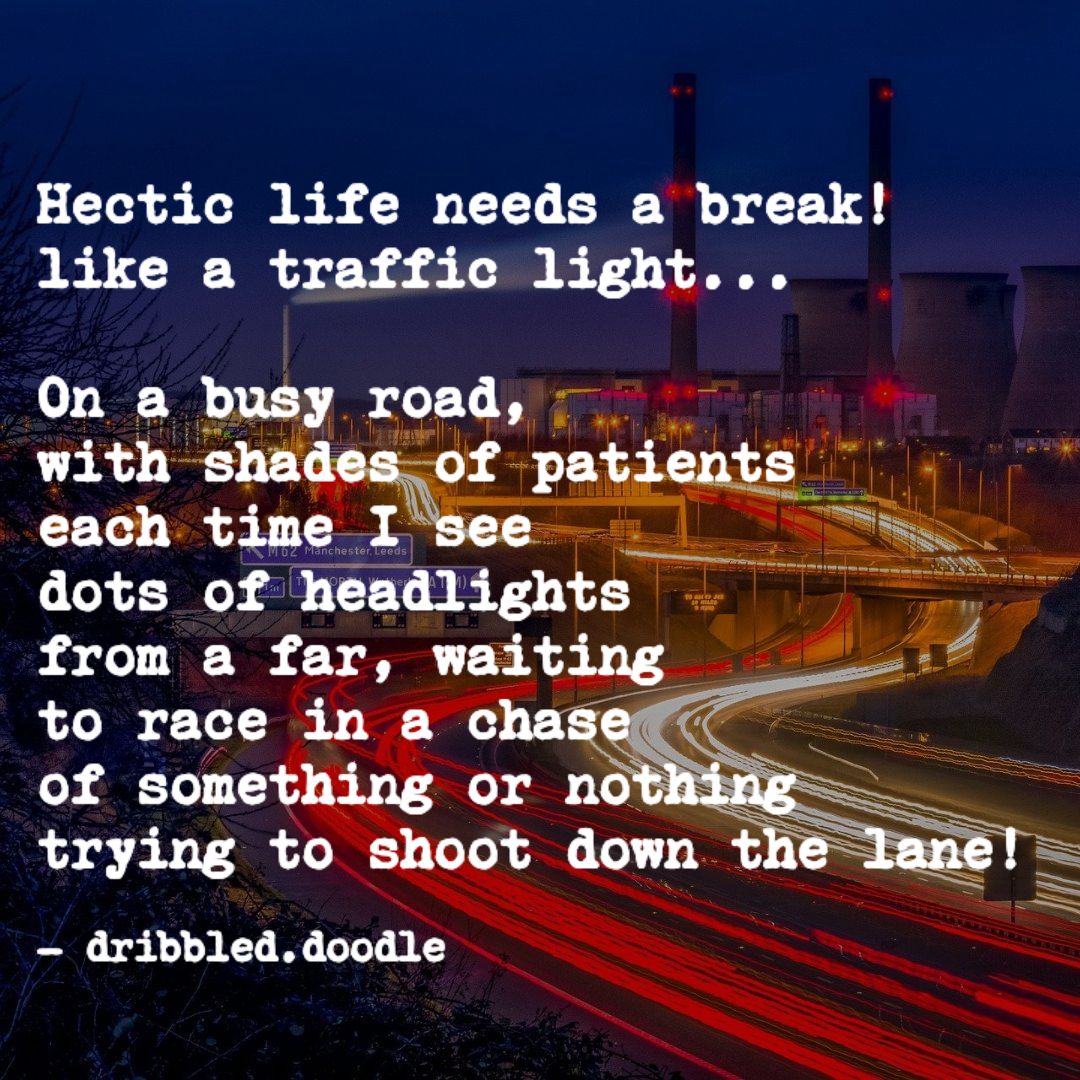 Hectic life needs a break!
like a traffic light...
On a busy road,
with shades of patients
each time I see
dots of headlights
from a far, waiting
to race in a chase
of something or nothing
trying to shoot down the lane!
- dribbled.doodle
M62 Manchester, Leeds